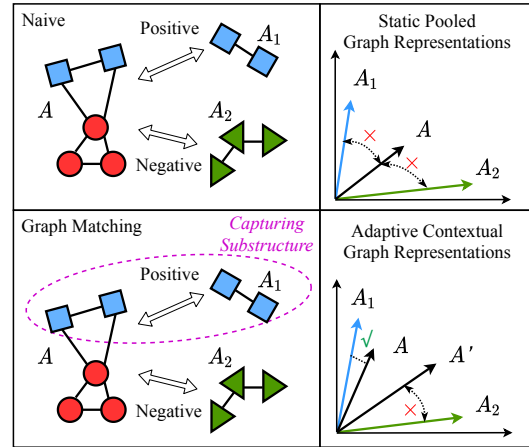 Naive
Positive
A₁
A
A₂
Negative
Static Pooled
Graph Representations
A₁
A
×
×
A₂
Graph Matching
Capturing
Substructure
Positive
A₁
A
A₂
Negative
Adaptive Contextual
Graph Representations
A₁
√
A
A'
A₂
×